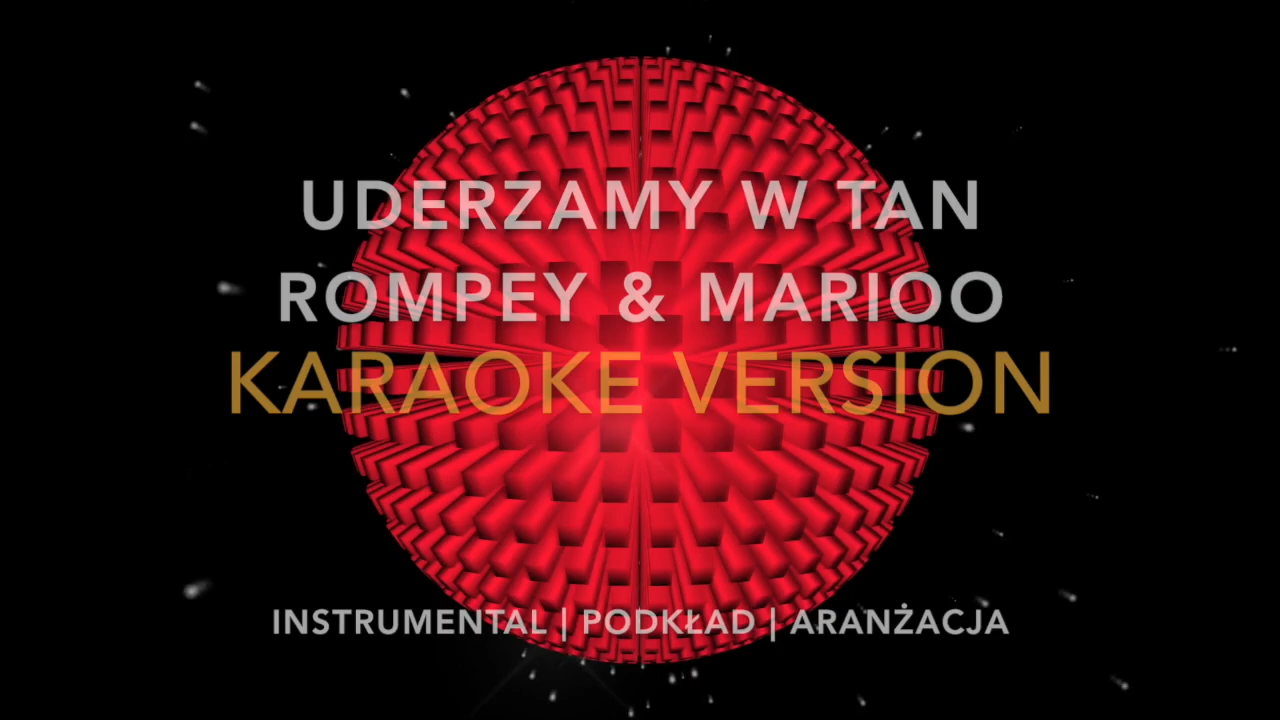 UDERZAMY W TAN
ROMPEY & MARIOO
KARAOKE VERSION
INSTRUMENTAL | PODKŁAD | ARANŻACJA